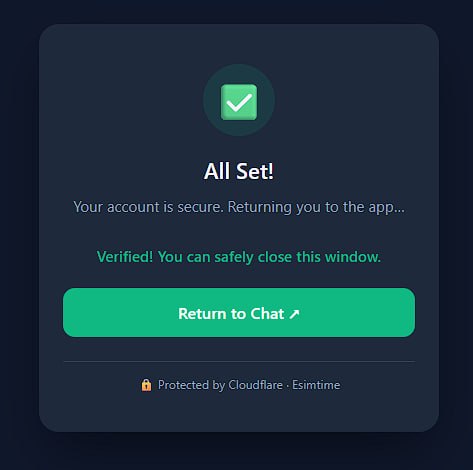 All Set!
Your account is secure. Returning you to the app...
Verified! You can safely close this window.
Return to Chat ↗
Protected by Cloudflare · Esimtime